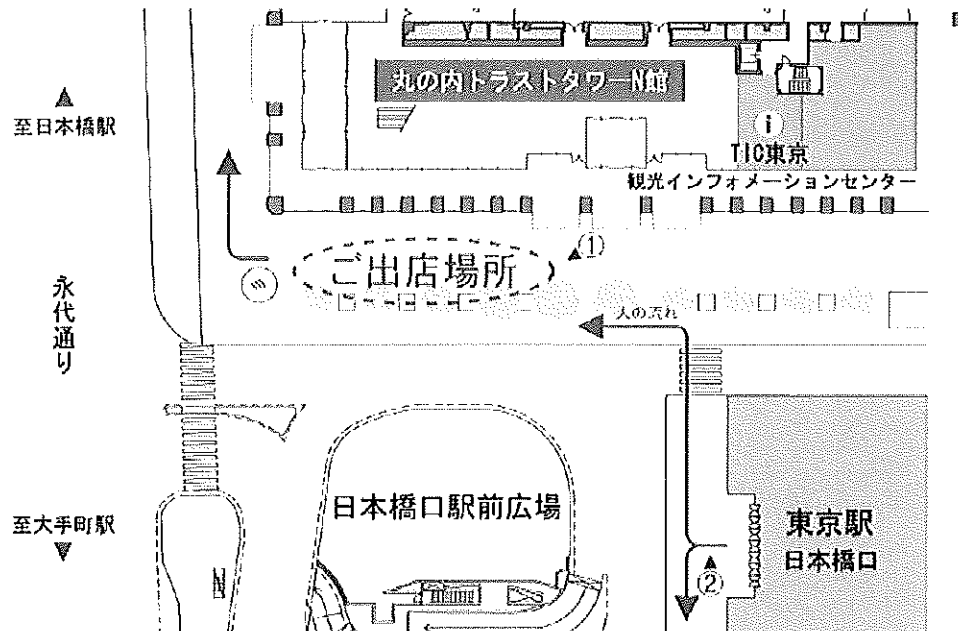 丸の内トラストタワーN館
至日本橋駅
i
TIC東京
観光インフォメーションセンター
①
ご出店場所
人の流れ
永代通り
日本橋口駅前広場
至大手町駅
東京駅
日本橋口
②
N